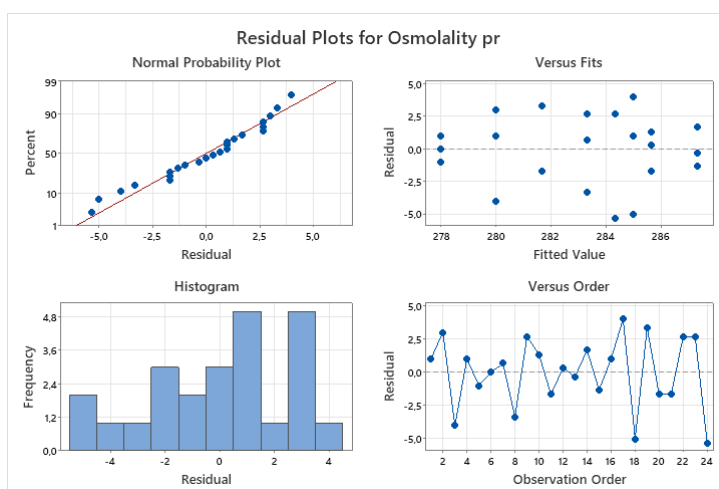 Residual Plots for Osmolality pr
Normal Probability Plot
99
90
50
10
1
Percent
-5,0 -2,5 0,0 2,5 5,0
Residual
Versus Fits
5,0
2,5
0,0
-2,5
-5,0
Residual
278 280 282 284 286
Fitted Value
Histogram
4,8
3,6
2,4
1,2
0,0
Frequency
-4 -2 0 2 4
Residual
Versus Order
5,0
2,5
0,0
-2,5
-5,0
Residual
2 4 6 8 10 12 14 16 18 20 22 24
Observation Order